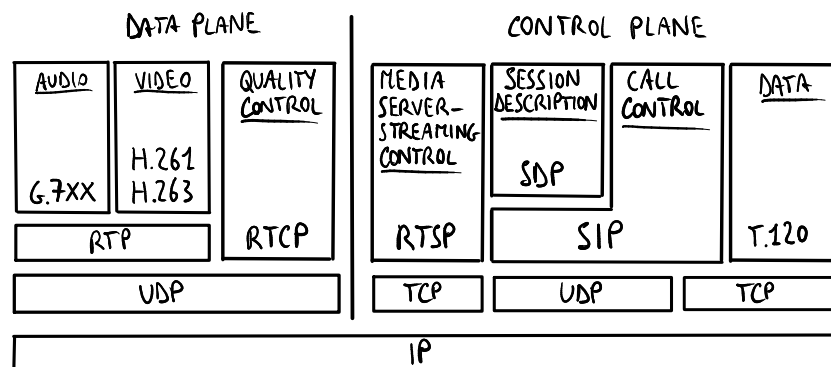 DATA PLANE
CONTROL PLANE
AUDIO
G.7XX
VIDEO
H.261
H.263
RTP
QUALITY
CONTROL
RTCP
UDP
MEDIA
SERVER-
STREAMING
CONTROL
RTSP
SESSION
DESCRIPTION
SDP
CALL
CONTROL
SIP
DATA
T.120
TCP
UDP
TCP
IP